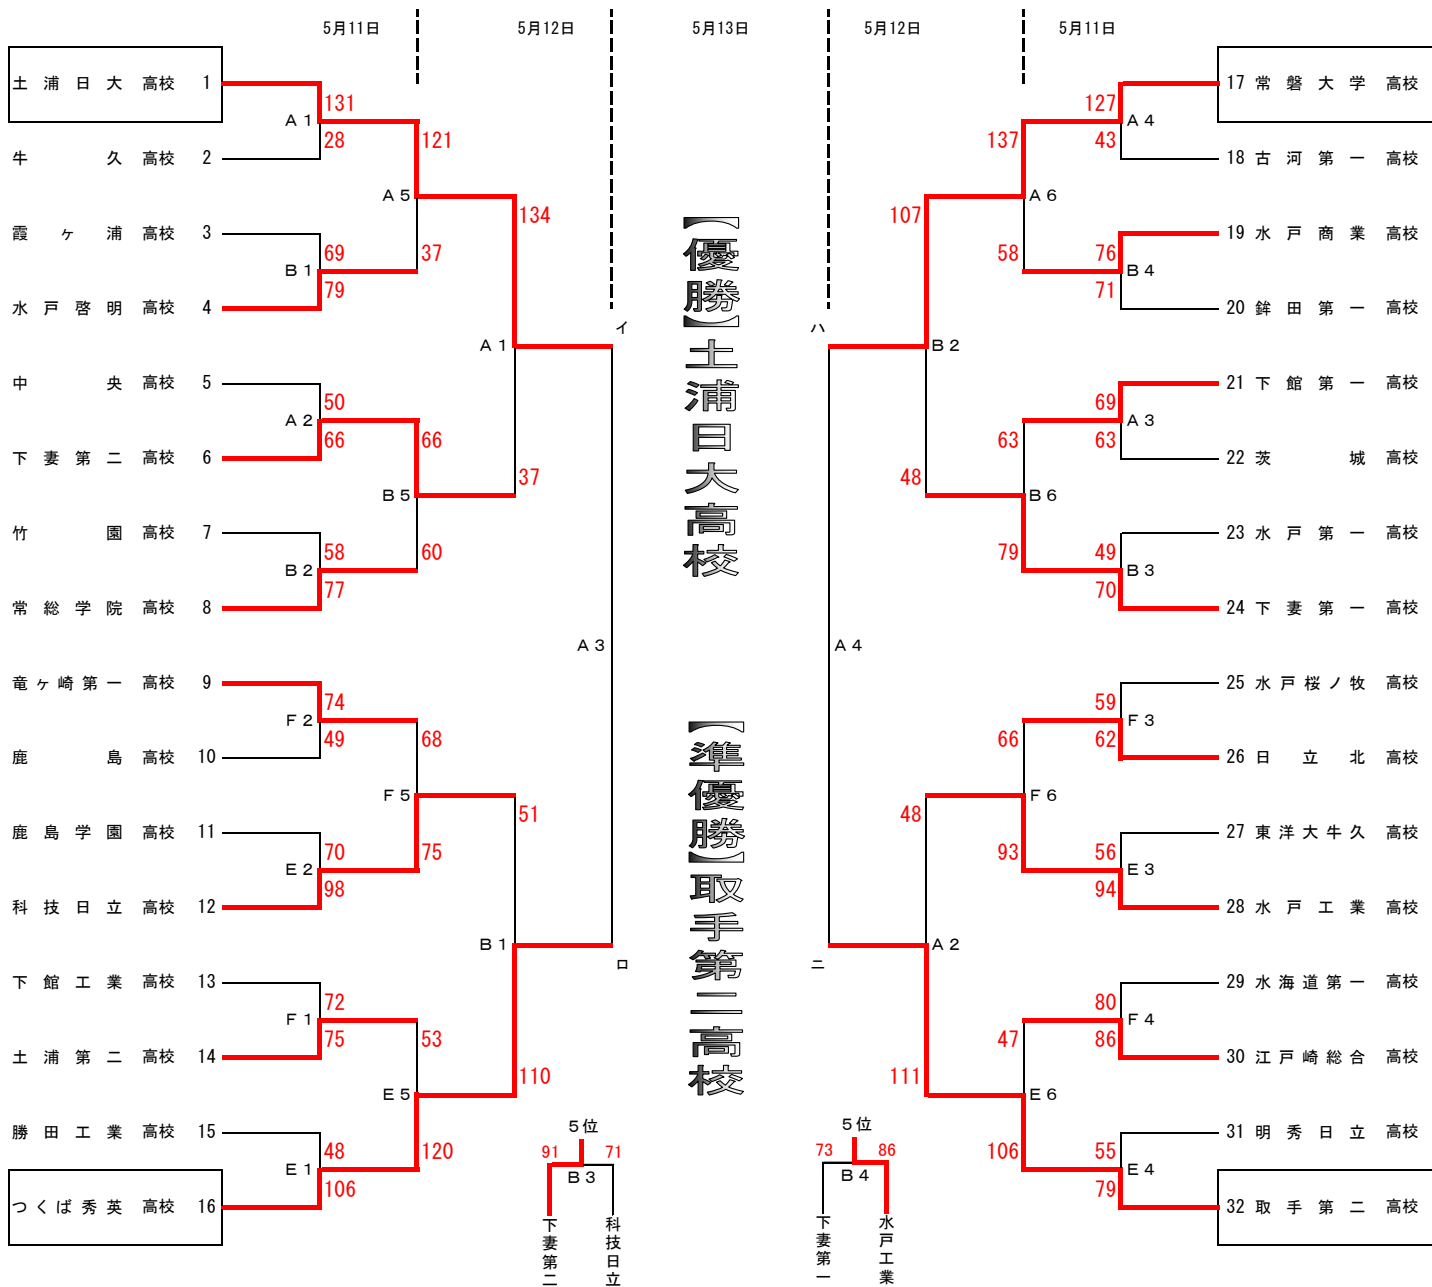 5月11日
5月12日
5月13日
5月12日
5月11日
土浦日大 高校 1
牛久 高校 2
霞ヶ浦 高校 3
水戸啓明 高校 4
中央 高校 5
下妻第二 高校 6
竹園 高校 7
常総学院 高校 8
竜ヶ崎第一 高校 9
鹿島 高校 10
鹿島学園 高校 11
科技日立 高校 12
下館工業 高校 13
土浦第二 高校 14
勝田工業 高校 15
つくば秀英 高校 16
A1
131
28
B1
69
79
A2
50
66
B2
58
77
F2
74
49
E2
70
98
F1
72
75
E1
48
106
A5
121
37
B5
66
60
F5
68
75
E5
53
120
A1
134
37
B1
51
110
イ
A3
ロ
【優勝】土浦日大高校
【準優勝】取手第二高校
ハ
A4
ニ
B2
107
48
A2
48
111
A6
137
58
B6
63
79
F6
66
93
E6
47
106
A4
127
43
B4
76
71
A3
69
63
B3
49
70
F3
59
62
E3
56
94
F4
80
86
E4
55
79
17 常磐大学 高校
18 古河第一 高校
19 水戸商業 高校
20 鉾田第一 高校
21 下館第一 高校
22 茨城 高校
23 水戸第一 高校
24 下妻第一 高校
25 水戸桜ノ牧 高校
26 日立北 高校
27 東洋大牛久 高校
28 水戸工業 高校
29 水海道第一 高校
30 江戸崎総合 高校
31 明秀日立 高校
32 取手第二 高校
5位
91
71
B3
下妻第二
科技日立
5位
73
86
B4
下妻第一
水戸工業